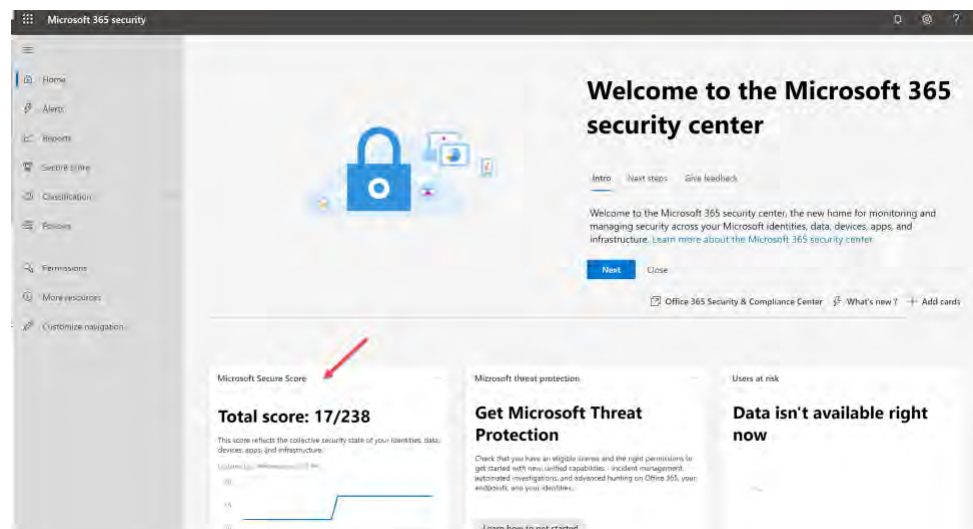 Microsoft 365 security
?
Home
Alerts
Reports
Secure score
Classification
Policies
Permissions
More resources
Customize navigation
Welcome to the Microsoft 365
security center
Intro Next steps Give feedback
Welcome to the Microsoft 365 security center, the new home for monitoring and
managing security across your Microsoft identities, data, devices, apps, and
infrastructure. Learn more about the Microsoft 365 security center
Next Close
Office 365 Security & Compliance Center What's new ? + Add cards
Microsoft Secure Score
Total score: 17/238
This score reflects the collective security state of your identities, data,
devices, apps, and infrastructure.
Microsoft threat protection
Get Microsoft Threat
Protection
Check that you have an eligible license and the right permissions to
get started with new, unified capabilities - incident management,
automated investigations, and advanced hunting on Office 365, your
endpoints, and your identities.
Learn how to get started
Users at risk
Data isn't available right
now